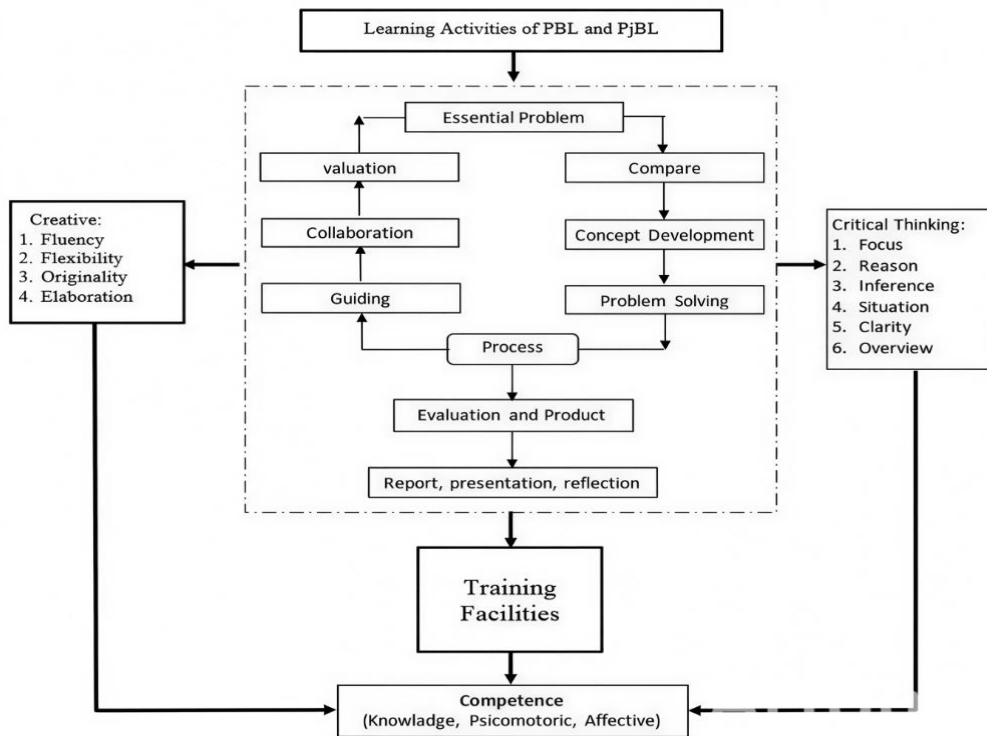 Learning Activities of PBL and PjBL
Essential Problem
valuation
Compare
Collaboration
Concept Development
Guiding
Problem Solving
Process
Evaluation and Product
Report, presentation, reflection
Creative:
1. Fluency
2. Flexibility
3. Originality
4. Elaboration
Critical Thinking:
1. Focus
2. Reason
3. Inference
4. Situation
5. Clarity
6. Overview
Training
Facilities
Competence
(Knowladge, Psicomotoric, Affective)